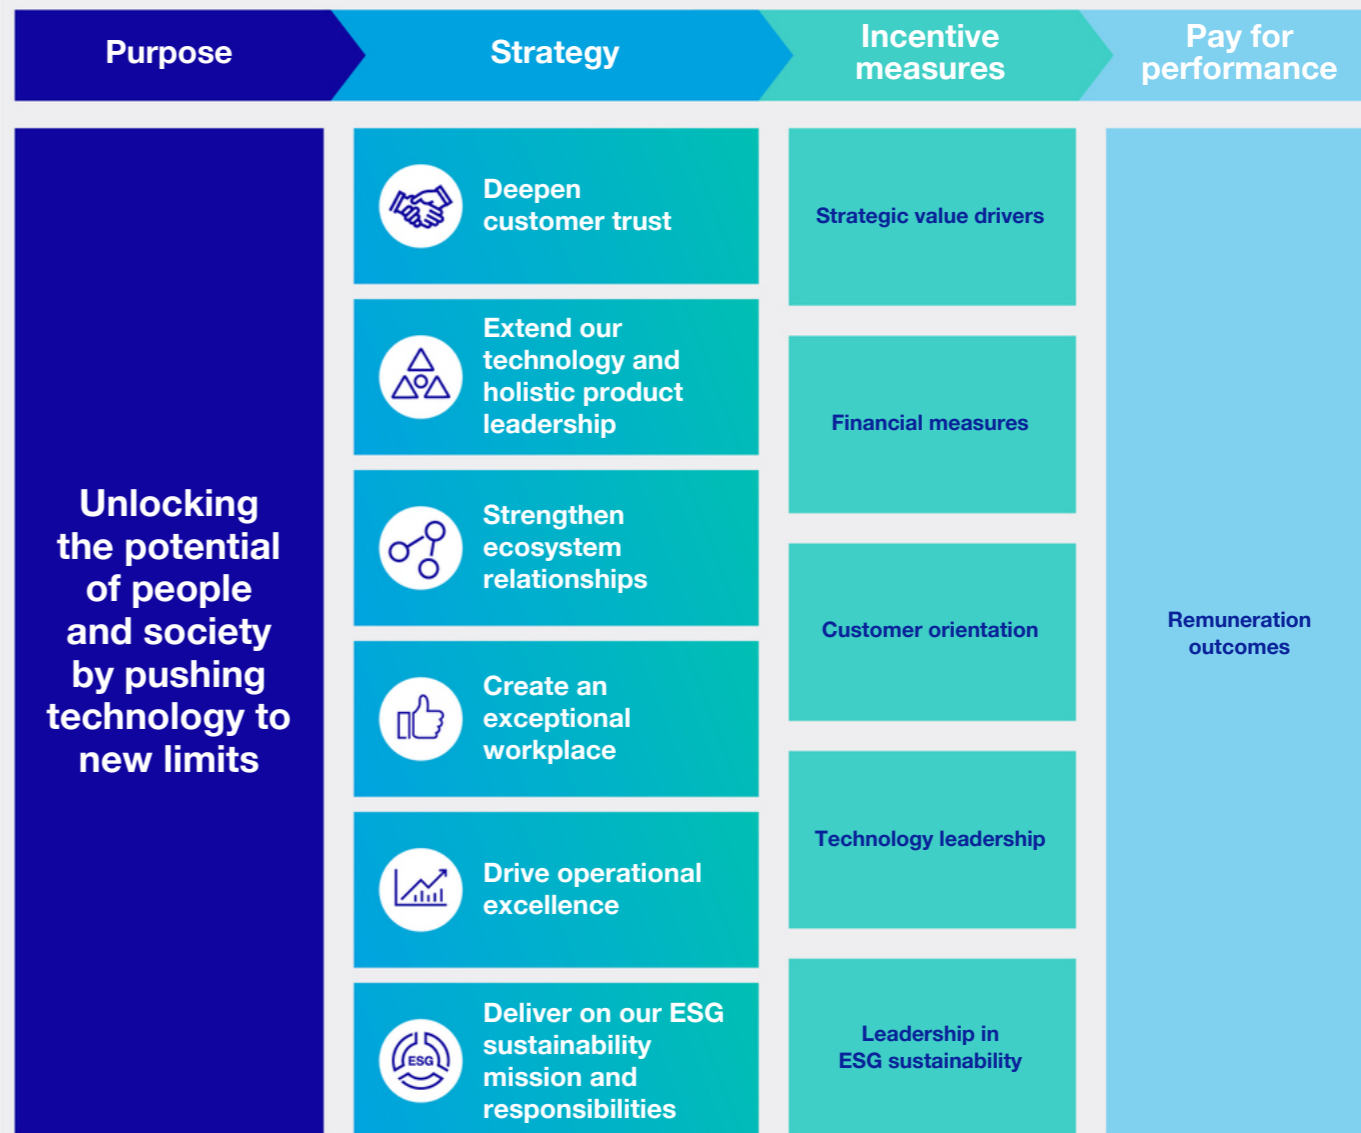 Purpose
Strategy
Incentive
measures
Pay for
performance
Unlocking
the potential
of people
and society
by pushing
technology to
new limits
Deepen
customer trust
Extend our
technology and
holistic product
leadership
Strengthen
ecosystem
relationships
Create an
exceptional
workplace
Drive operational
excellence
ESG
Deliver on our ESG
sustainability
mission and
responsibilities
Strategic value drivers
Financial measures
Customer orientation
Technology leadership
Leadership in
ESG sustainability
Remuneration
outcomes